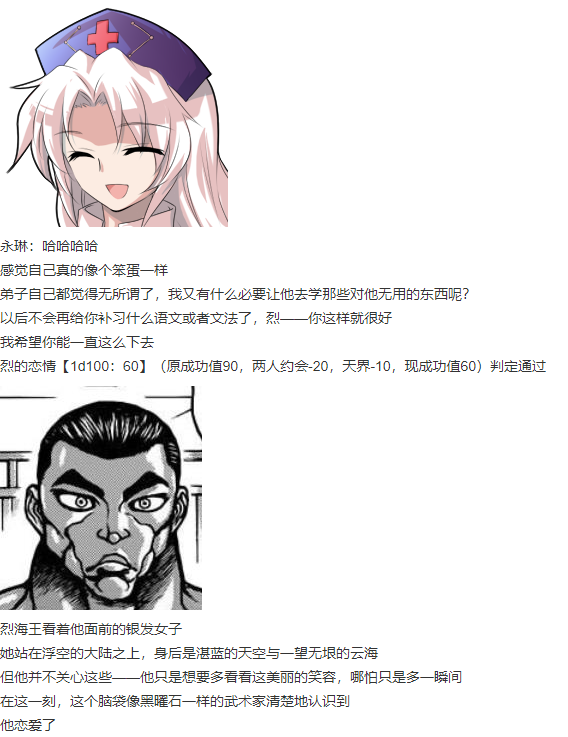 永琳：哈哈哈哈
感觉自己真的像个笨蛋一样
弟子自己都觉得无所谓了，我又有什么必要让他去学那些对他无用的东西呢？
以后不会再给你补习什么语文或者文法了，烈——你这样就很好
我希望你能一直这么下去
烈的恋情【1d100：60】（原成功值90，两人约会-20，天界-10，现成功值60）判定通过
烈海王看着他面前的银发女子
她站在浮空的大陆之上，身后是湛蓝的天空与一望无垠的云海
但他并不关心这些——他只是想要多看看这美丽的笑容，哪怕只是多一瞬间
在这一刻，这个脑袋像黑曜石一样的武术家清楚地认识到
他恋爱了